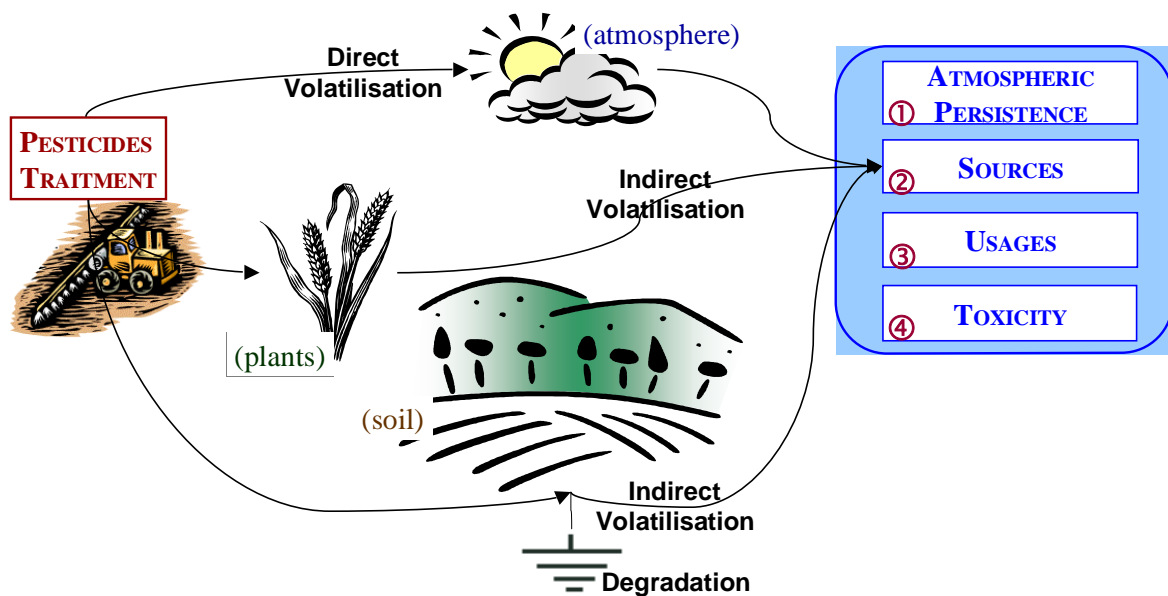 (atmosphere)
Direct
Volatilisation
PESTICIDES
TRAITMENT
Indirect
Volatilisation
(plants)
(soil)
Indirect
Volatilisation
Degradation
ATMOSPHERIC
① PERSISTENCE
② SOURCES
③ USAGES
④ TOXICITY